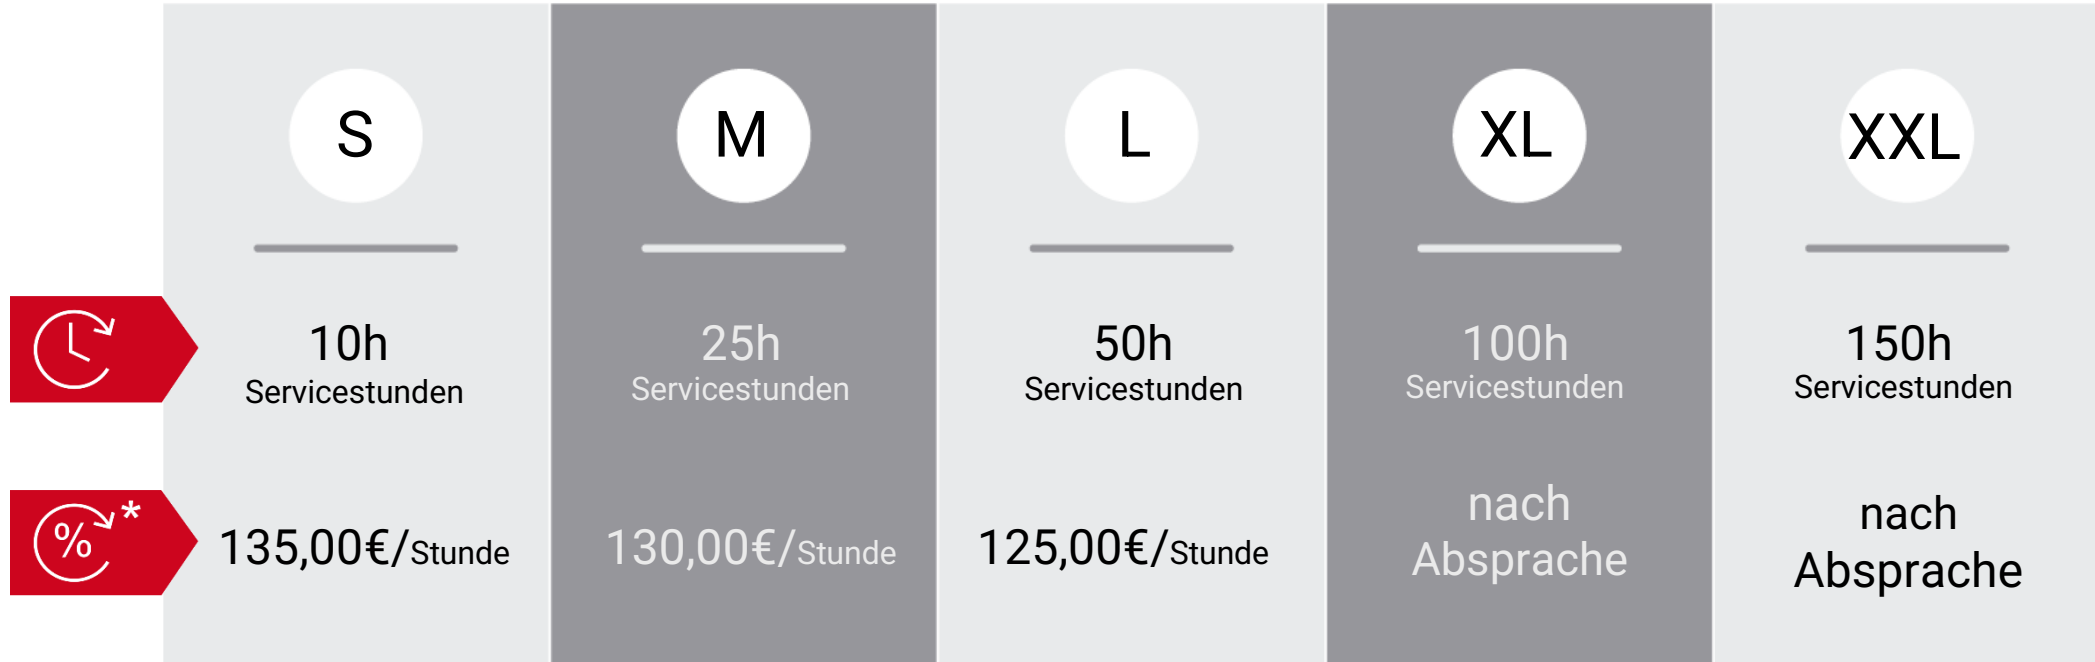 S
M
L
XL
XXL
10h
Servicestunden
25h
Servicestunden
50h
Servicestunden
100h
Servicestunden
150h
Servicestunden
%*
135,00€/Stunde
130,00€/Stunde
125,00€/Stunde
nach
Absprache
nach
Absprache